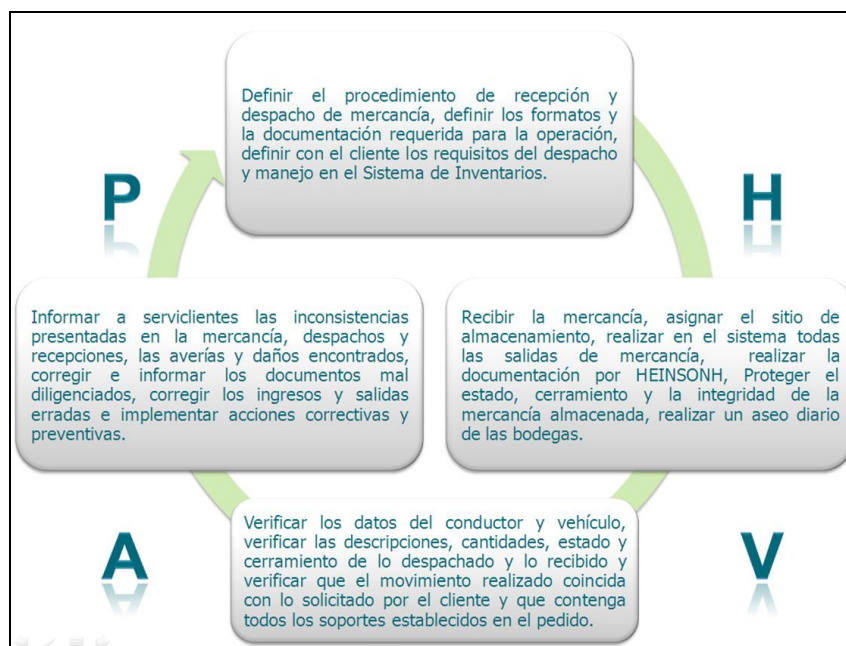 Definir el procedimiento de recepción y
despacho de mercancía, definir los formatos y
la documentación requerida para la operación,
definir con el cliente los requisitos del despacho
y manejo en el Sistema de Inventarios.
P
H
Informar a serviclientes las inconsistencias
presentadas en la mercancía, despachos y
recepciones, las averías y daños encontrados,
corregir e informar los documentos mal
diligenciados, corregir los ingresos y salidas
erradas e implementar acciones correctivas y
preventivas.
Recibir la mercancía, asignar el sitio de
almacenamiento, realizar en el sistema todas
las salidas de mercancía, realizar la
documentación por HEINSONH, Proteger el
estado, cerramiento y la integridad de la
mercancía almacenada, realizar un aseo diario
de las bodegas.
A
V
Verificar los datos del conductor y vehículo,
verificar las descripciones, cantidades, estado y
cerramiento de lo despachado y lo recibido y
verificar que el movimiento realizado coincida
con lo solicitado por el cliente y que contenga
todos los soportes establecidos en el pedido.